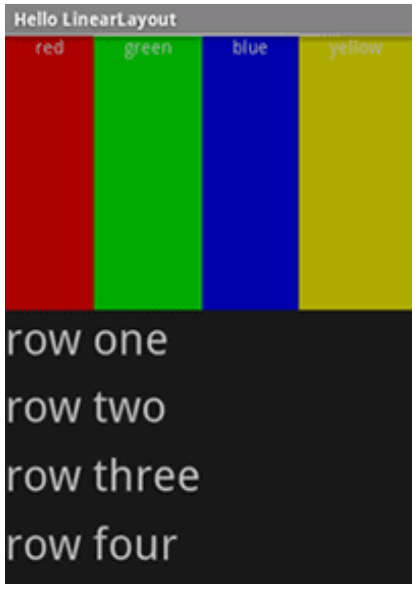 Hello LinearLayout
red green blue yellow
row one
row two
row three
row four